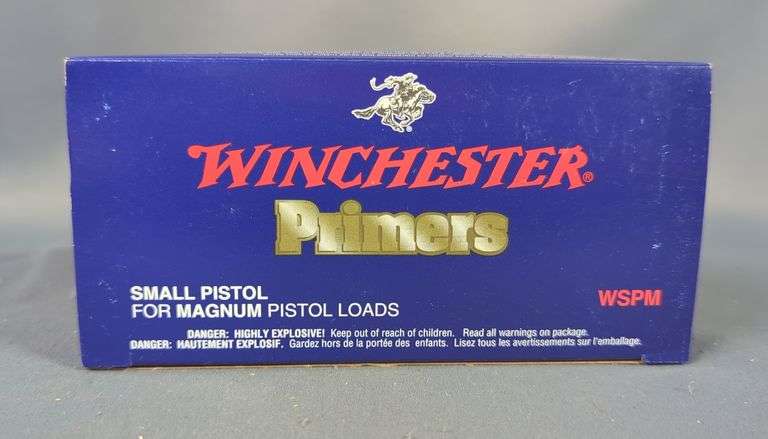 WINCHESTER®
Primers
SMALL PISTOL
FOR MAGNUM PISTOL LOADS
WSPM
DANGER: HIGHLY EXPLOSIVE! Keep out of reach of children. Read all warnings on package.
DANGER: HAUTEMENT EXPLOSIF. Gardez hors de la portée des enfants. Lisez tous les avertissements sur l'emballage.